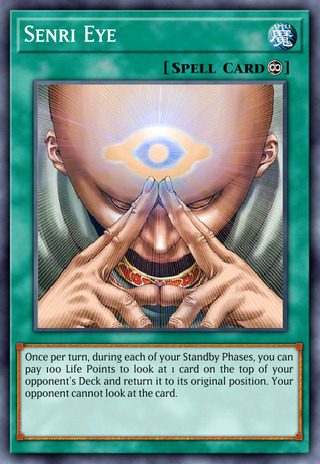 Senri Eye
魔
[Spell Card]
Once per turn, during each of your Standby Phases, you can
pay 100 Life Points to look at 1 card on the top of your
opponent's Deck and return it to its original position. Your
opponent cannot look at the card.